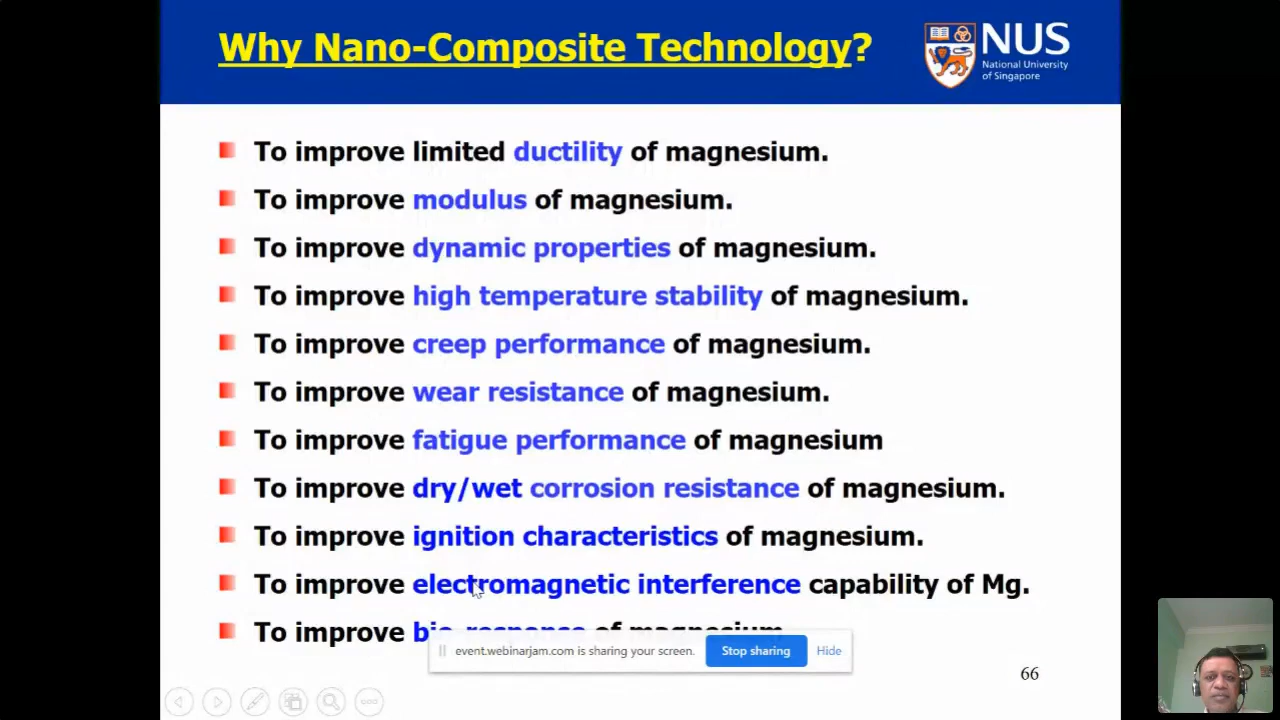 Why Nano-Composite Technology?
NUS
National University
of Singapore
To improve limited ductility of magnesium.
To improve modulus of magnesium.
To improve dynamic properties of magnesium.
To improve high temperature stability of magnesium.
To improve creep performance of magnesium.
To improve wear resistance of magnesium.
To improve fatigue performance of magnesium
To improve dry/wet corrosion resistance of magnesium.
To improve ignition characteristics of magnesium.
To improve electromagnetic interference capability of Mg.
To improve bio-response of magnesium
event.webinarjam.com is sharing your screen.
Stop sharing
Hide
66